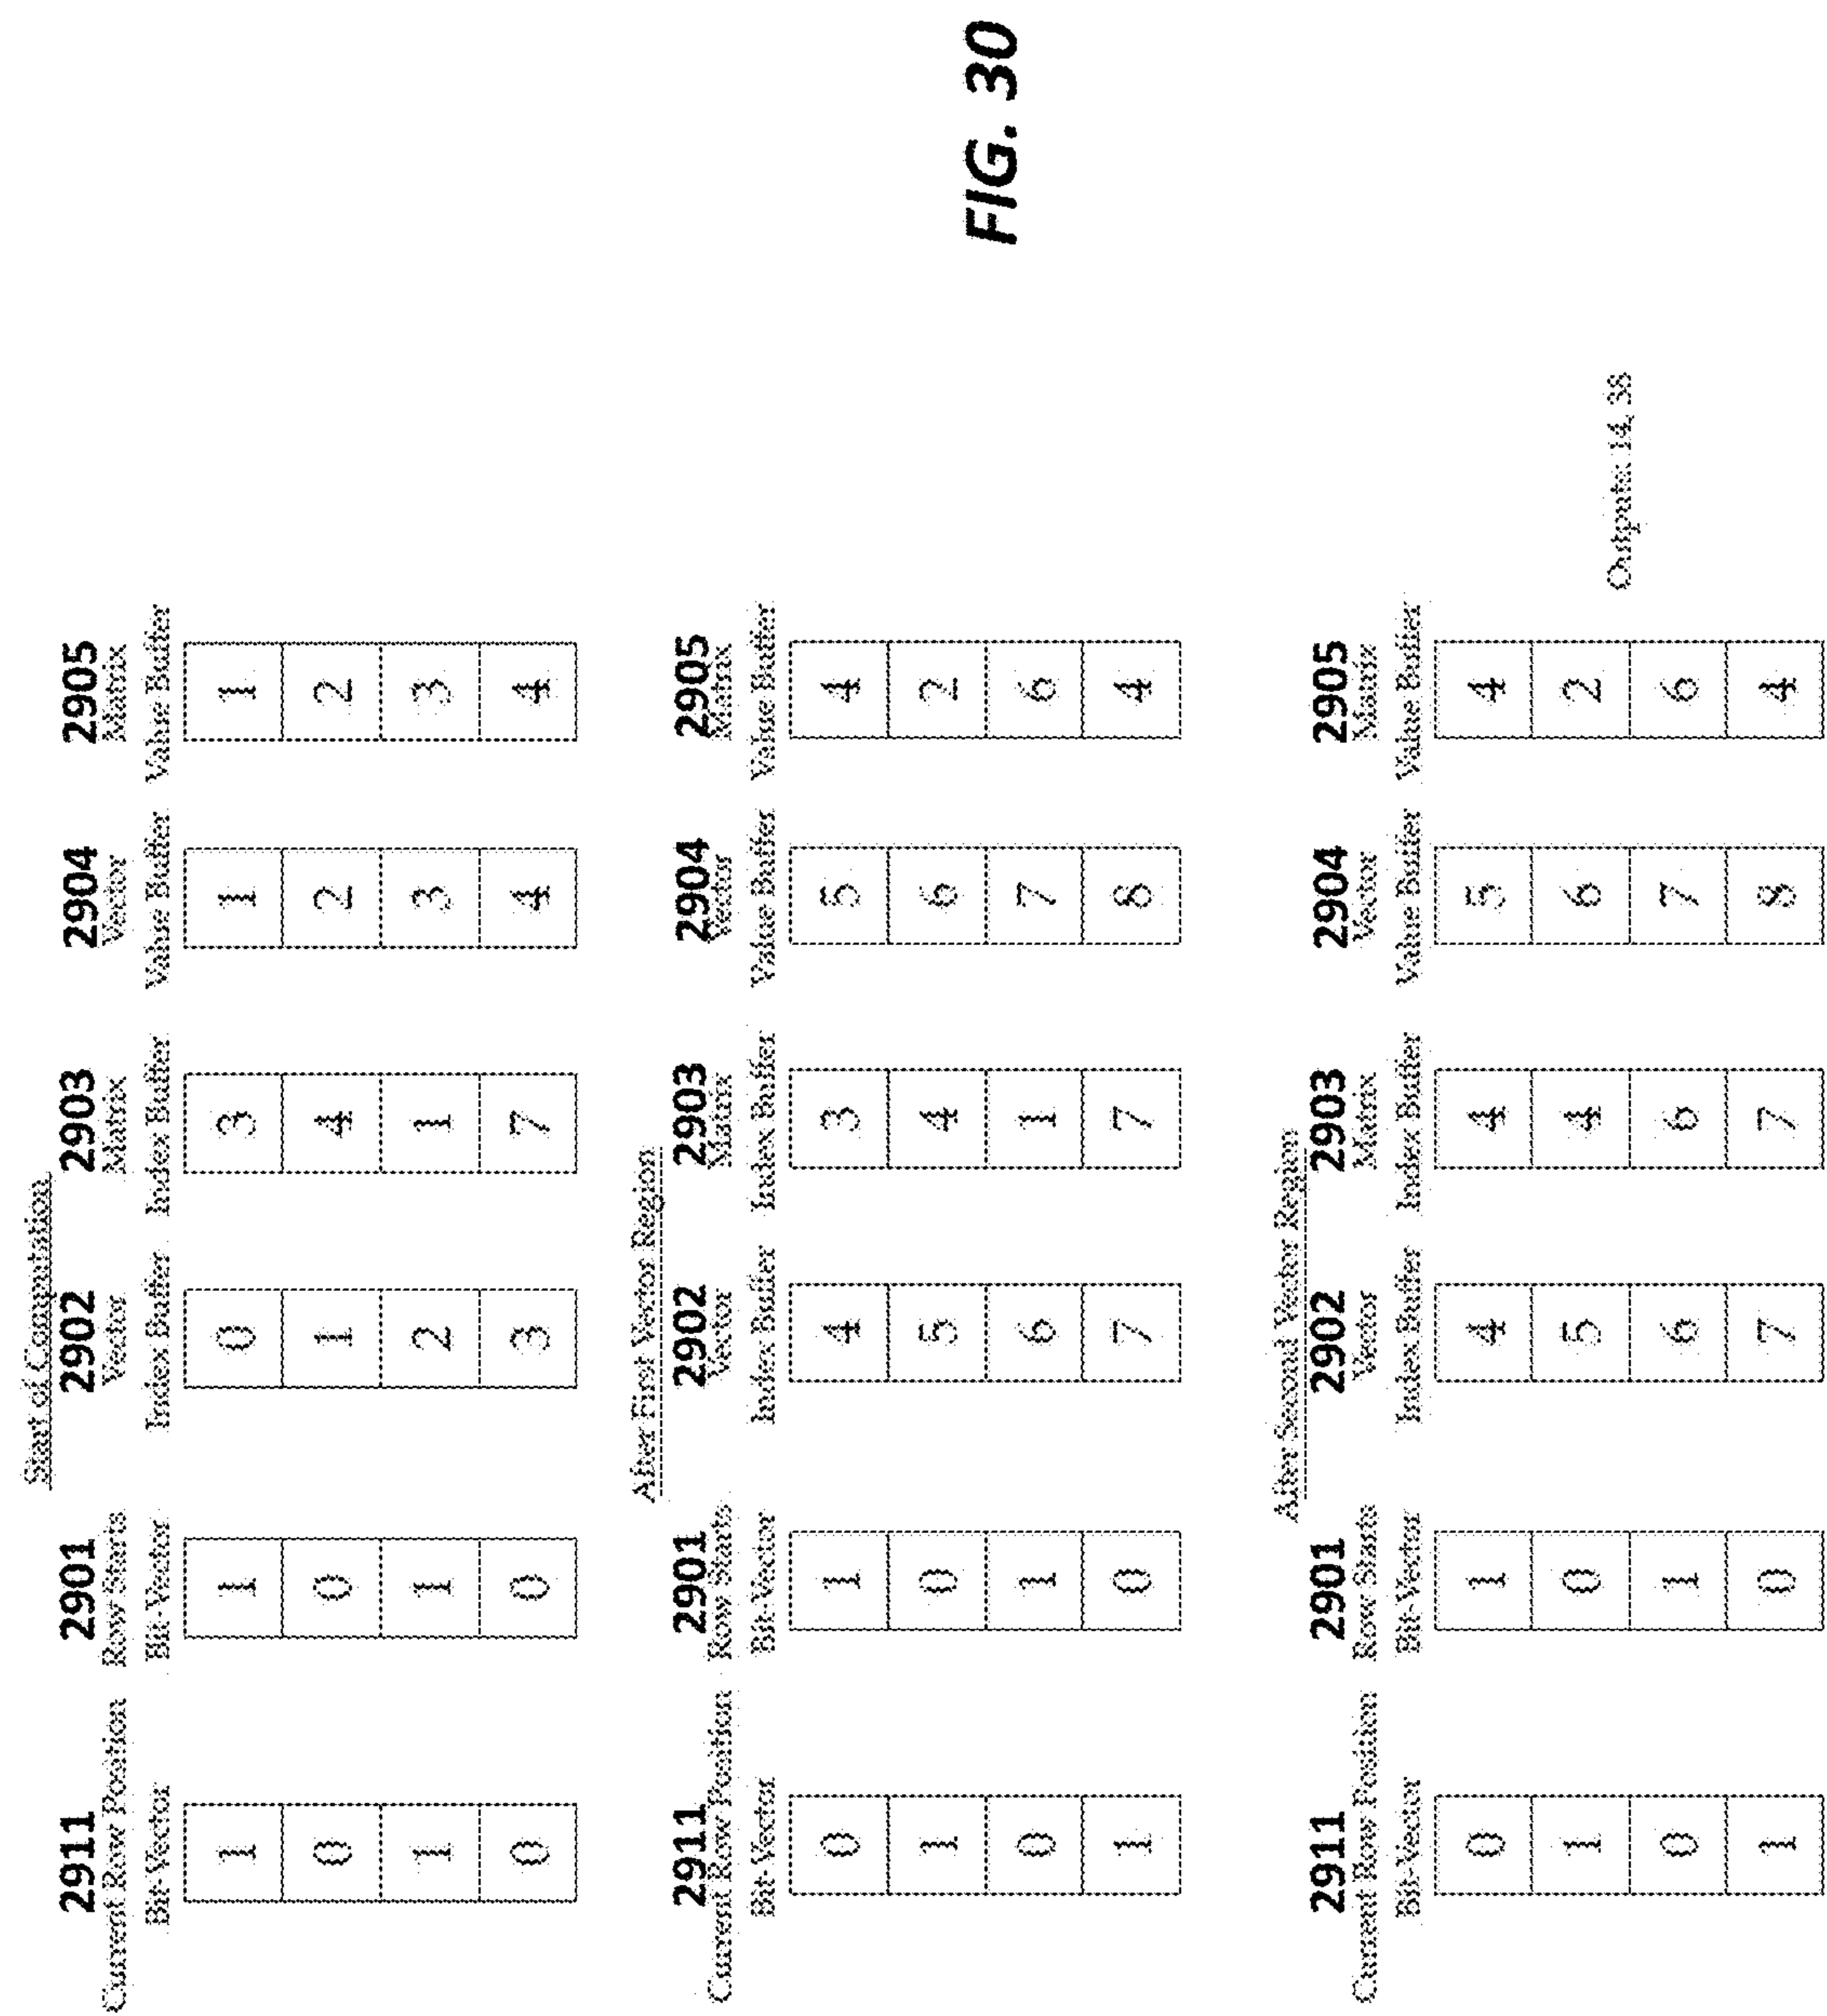 Start of Computation
2911 2901 2902 2903 2904 2905
Current Row Position Row Starts Vector Matrix Vector Matrix
Bit-Vector Bit-Vector Index Buffer Index Buffer Value Buffer Value Buffer
1 1 0 3 1 1
0 0 1 4 2 2
1 1 2 1 3 3
0 0 3 7 4 4
After First Vector Region
2911 2901 2902 2903 2904 2905
Current Row Position Row Starts Vector Matrix Vector Matrix
Bit-Vector Bit-Vector Index Buffer Index Buffer Value Buffer Value Buffer
0 1 4 3 5 4
1 0 5 4 6 2
0 1 6 1 7 6
1 0 7 7 8 4
FIG. 30
After Second Vector Region
2911 2901 2902 2903 2904 2905
Current Row Position Row Starts Vector Matrix Vector Matrix
Bit-Vector Bit-Vector Index Buffer Index Buffer Value Buffer Value Buffer
0 1 4 4 5 4
1 0 5 4 6 2
Outputs: 14, 38
0 1 6 6 7 6
1 0 7 7 8 4